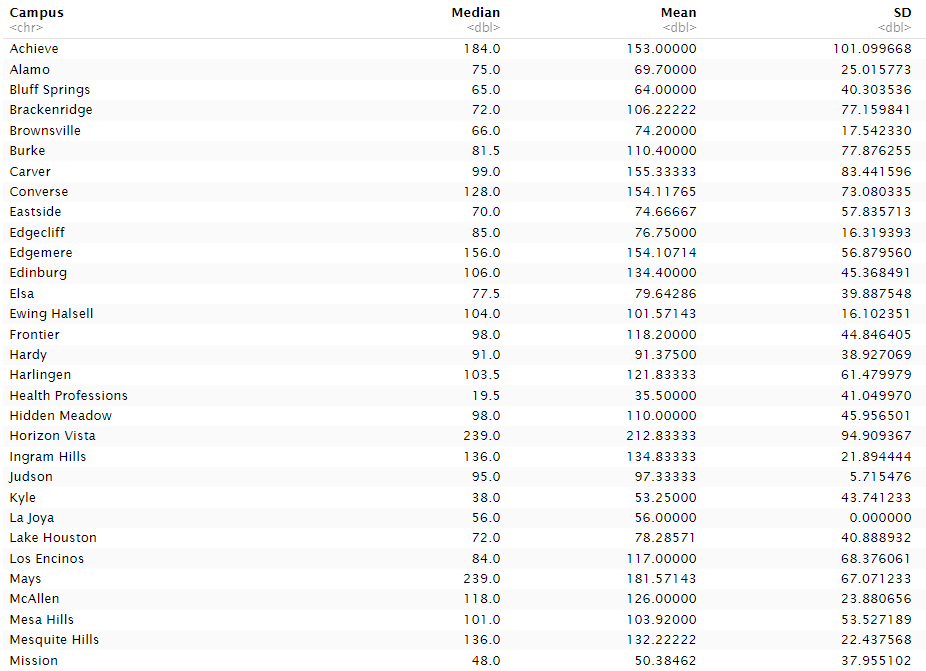 Campus Median Mean SD
<chr> <dbl> <dbl> <dbl>
Achieve 184.0 153.00000 101.099668
Alamo 75.0 69.70000 25.015773
Bluff Springs 65.0 64.00000 40.303536
Brackenridge 72.0 106.22222 77.159841
Brownsville 66.0 74.20000 17.542330
Burke 81.5 110.40000 77.876255
Carver 99.0 155.33333 83.441596
Converse 128.0 154.11765 73.080335
Eastside 70.0 74.66667 57.835713
Edgecliff 85.0 76.75000 16.319393
Edgemere 156.0 154.10714 56.879560
Edinburg 106.0 134.40000 45.368491
Elsa 77.5 79.64286 39.887548
Ewing Halsell 104.0 101.57143 16.102351
Frontier 98.0 118.20000 44.846405
Hardy 91.0 91.37500 38.927069
Harlingen 103.5 121.83333 61.479979
Health Professions 19.5 35.50000 41.049970
Hidden Meadow 98.0 110.00000 45.956501
Horizon Vista 239.0 212.83333 94.909367
Ingram Hills 136.0 134.83333 21.894444
Judson 95.0 97.33333 5.715476
Kyle 38.0 53.25000 43.741233
La Joya 56.0 56.00000 0.000000
Lake Houston 72.0 78.28571 40.888932
Los Encinos 84.0 117.00000 68.376061
Mays 239.0 181.57143 67.071233
McAllen 118.0 126.00000 23.880656
Mesa Hills 101.0 103.92000 53.527189
Mesquite Hills 136.0 132.22222 22.437568
Mission 48.0 50.38462 37.955102